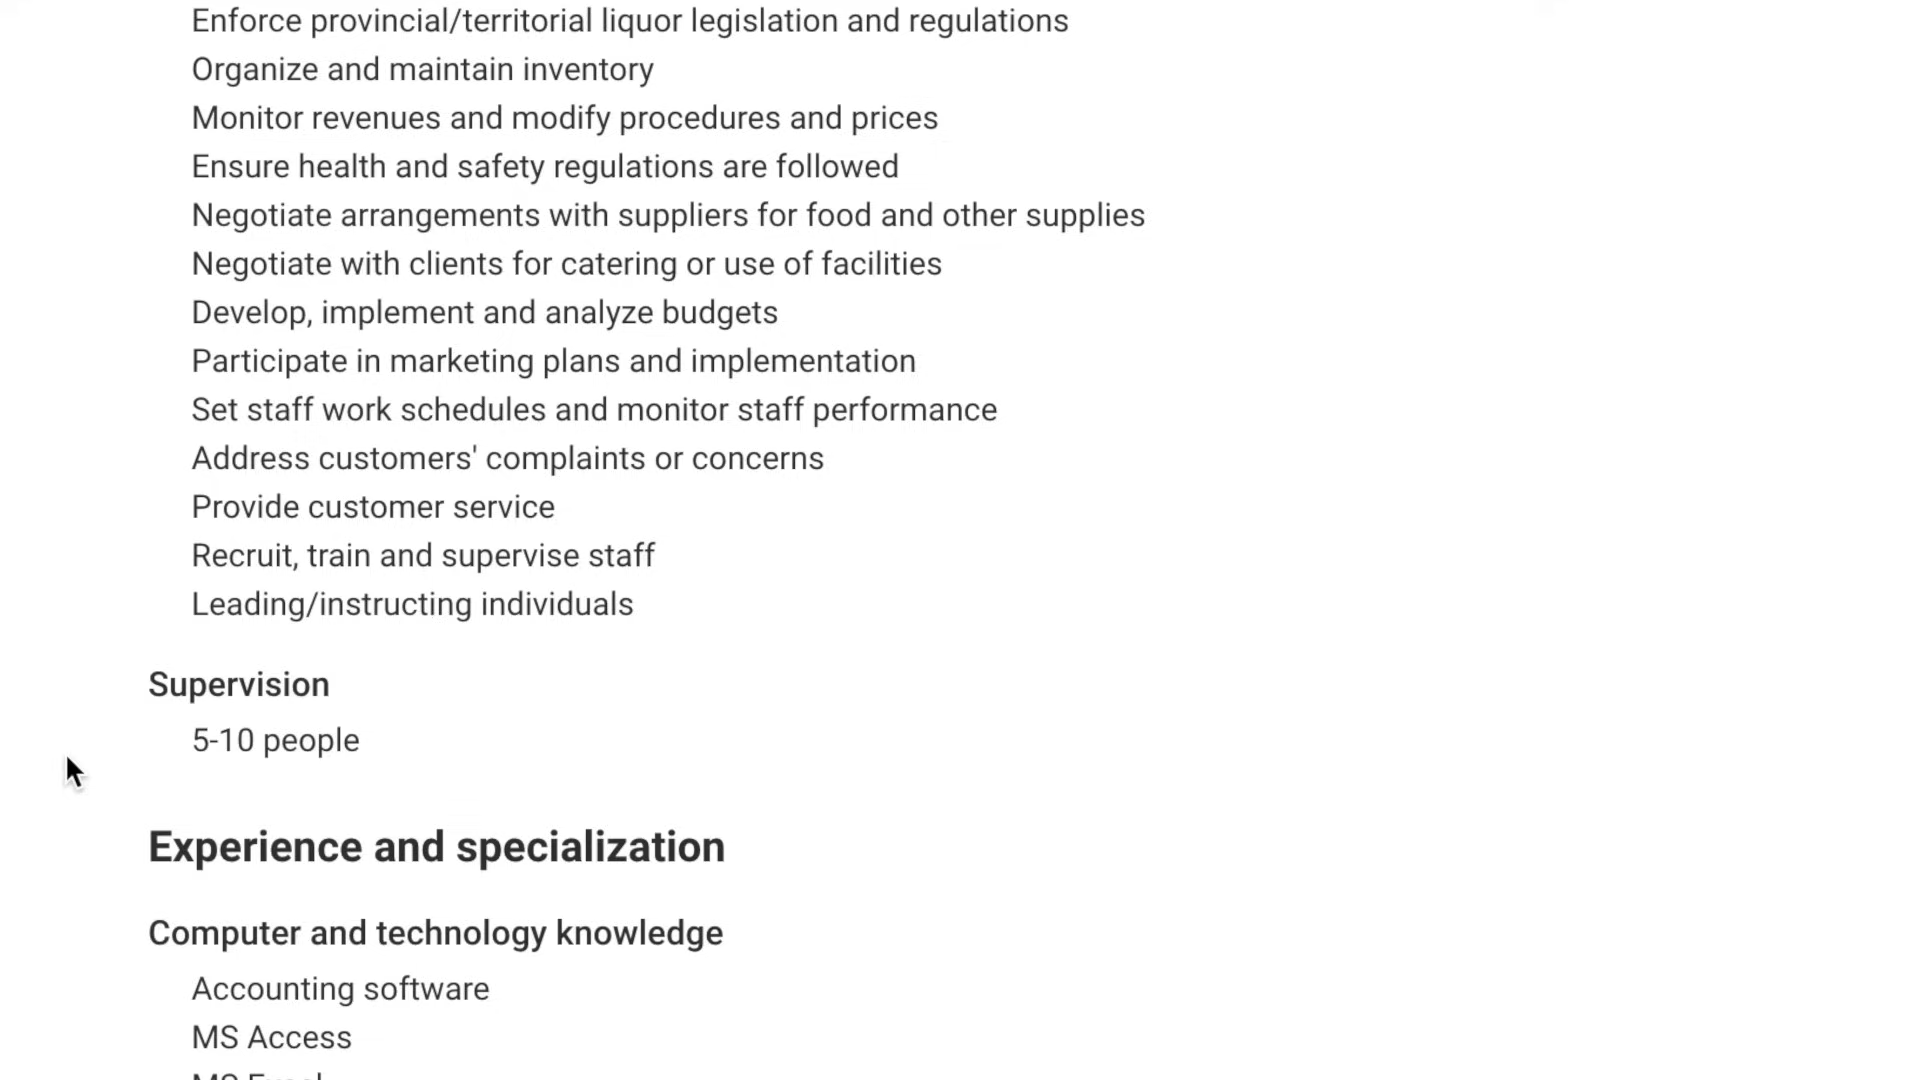 Enforce provincial/territorial liquor legislation and regulations
Organize and maintain inventory
Monitor revenues and modify procedures and prices
Ensure health and safety regulations are followed
Negotiate arrangements with suppliers for food and other supplies
Negotiate with clients for catering or use of facilities
Develop, implement and analyze budgets
Participate in marketing plans and implementation
Set staff work schedules and monitor staff performance
Address customers' complaints or concerns
Provide customer service
Recruit, train and supervise staff
Leading/instructing individuals
Supervision
5-10 people
Experience and specialization
Computer and technology knowledge
Accounting software
MS Access
MS Excel